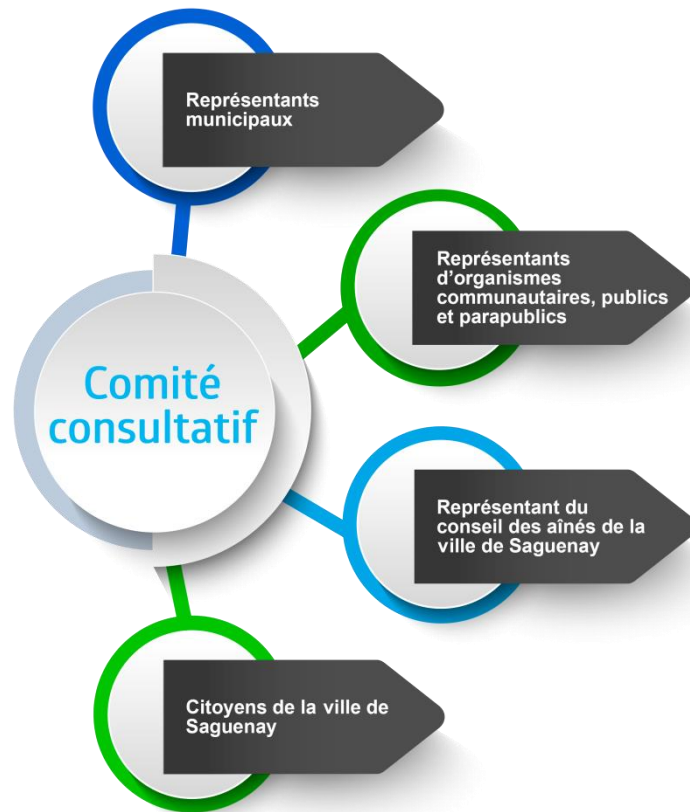 Représentants
municipaux
Représentants
d'organismes
communautaires, publics
et parapublics
Comité
consultatif
Représentant du
conseil des aînés de la
ville de Saguenay
Citoyens de la ville de
Saguenay